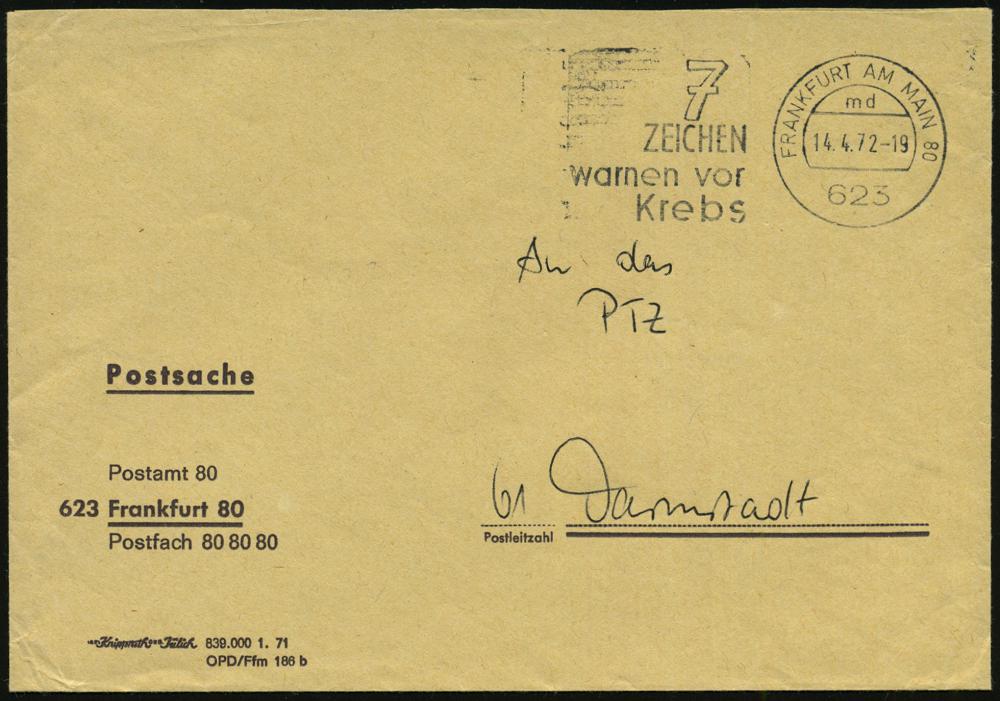 7
ZEICHEN
warnen vor
Krebs
FRANKFURT AM MAIN 80
md
14.4.72-19
623
An das
PTZ
Postsache
Postamt 80
623 Frankfurt 80
Postfach 80 80 80
61 Darmstadt
Postleitzahl
Krippnuth Jülich 839.000 1. 71
OPD/Ffm 186 b